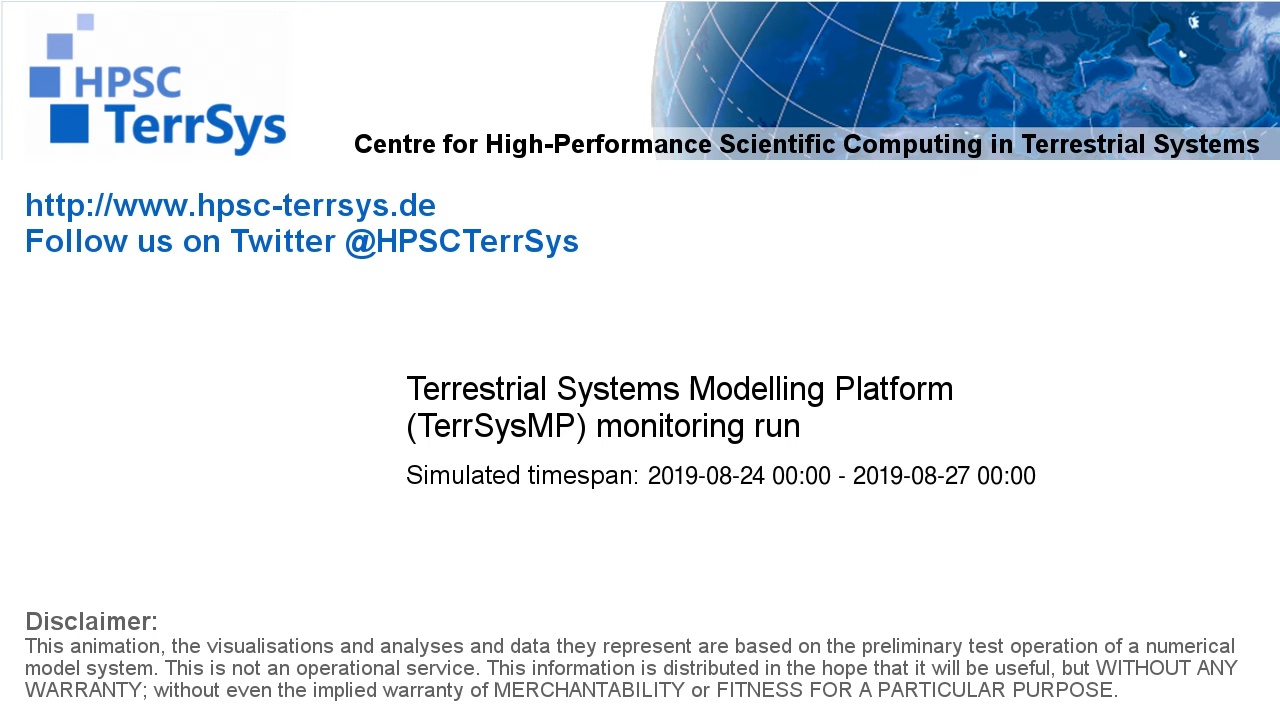 HPSC
TerrSys
Centre for High-Performance Scientific Computing in Terrestrial Systems
http://www.hpsc-terrsys.de
Follow us on Twitter @HPSCTerrSys
Terrestrial Systems Modelling Platform
(TerrSysMP) monitoring run
Simulated timespan: 2019-08-24 00:00 - 2019-08-27 00:00
Disclaimer:
This animation, the visualisations and analyses and data they represent are based on the preliminary test operation of a numerical
model system. This is not an operational service. This information is distributed in the hope that it will be useful, but WITHOUT ANY
WARRANTY; without even the implied warranty of MERCHANTABILITY or FITNESS FOR A PARTICULAR PURPOSE.